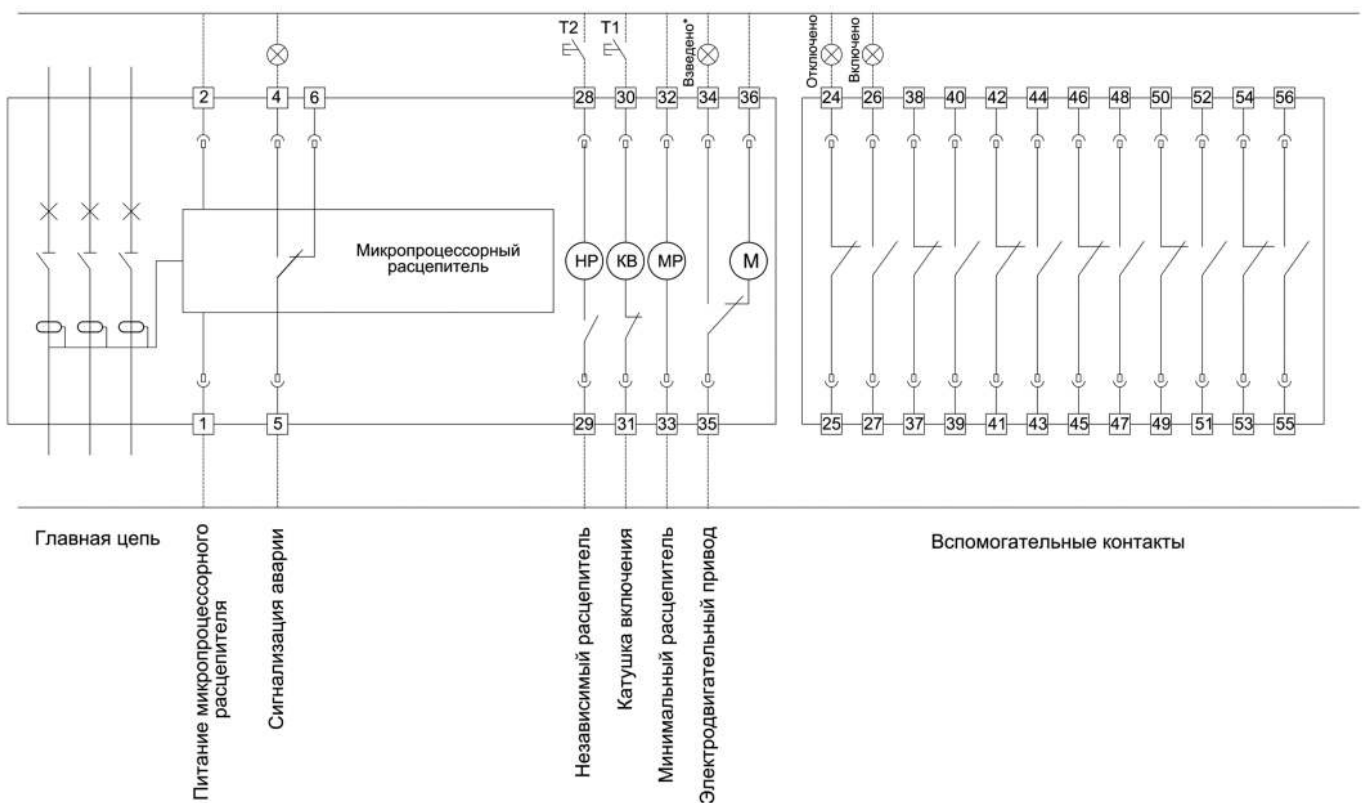 T2 T1 Взведено* Отключено Включено
2 4 6 28 30 32 34 36 24 26 38 40 42 44 46 48 50 52 54 56
Микропроцессорный
расцепитель
НР КВ МР М
1 5 29 31 33 35 25 27 37 39 41 43 45 47 49 51 53 55
Главная цепь
Питание микропроцессорного
расцепителя
Сигнализация аварии
Независимый расцепитель
Катушка включения
Минимальный расцепитель
Электродвигательный привод
Вспомогательные контакты